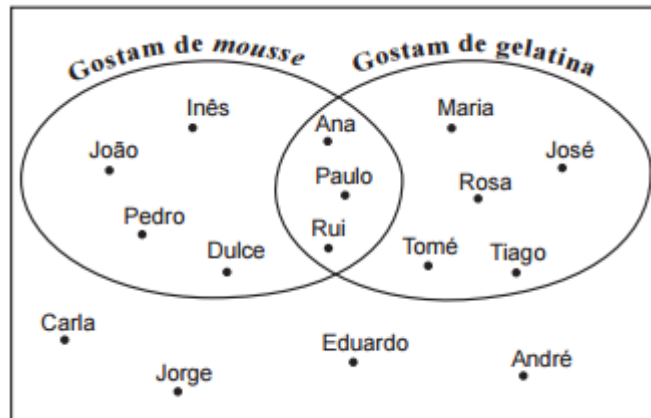 Gostam de mousse
Gostam de gelatina
Inês
Ana
Maria
João
José
Paulo
Rosa
Pedro
Rui
Dulce
Tomé
Tiago
Carla
Eduardo
André
Jorge